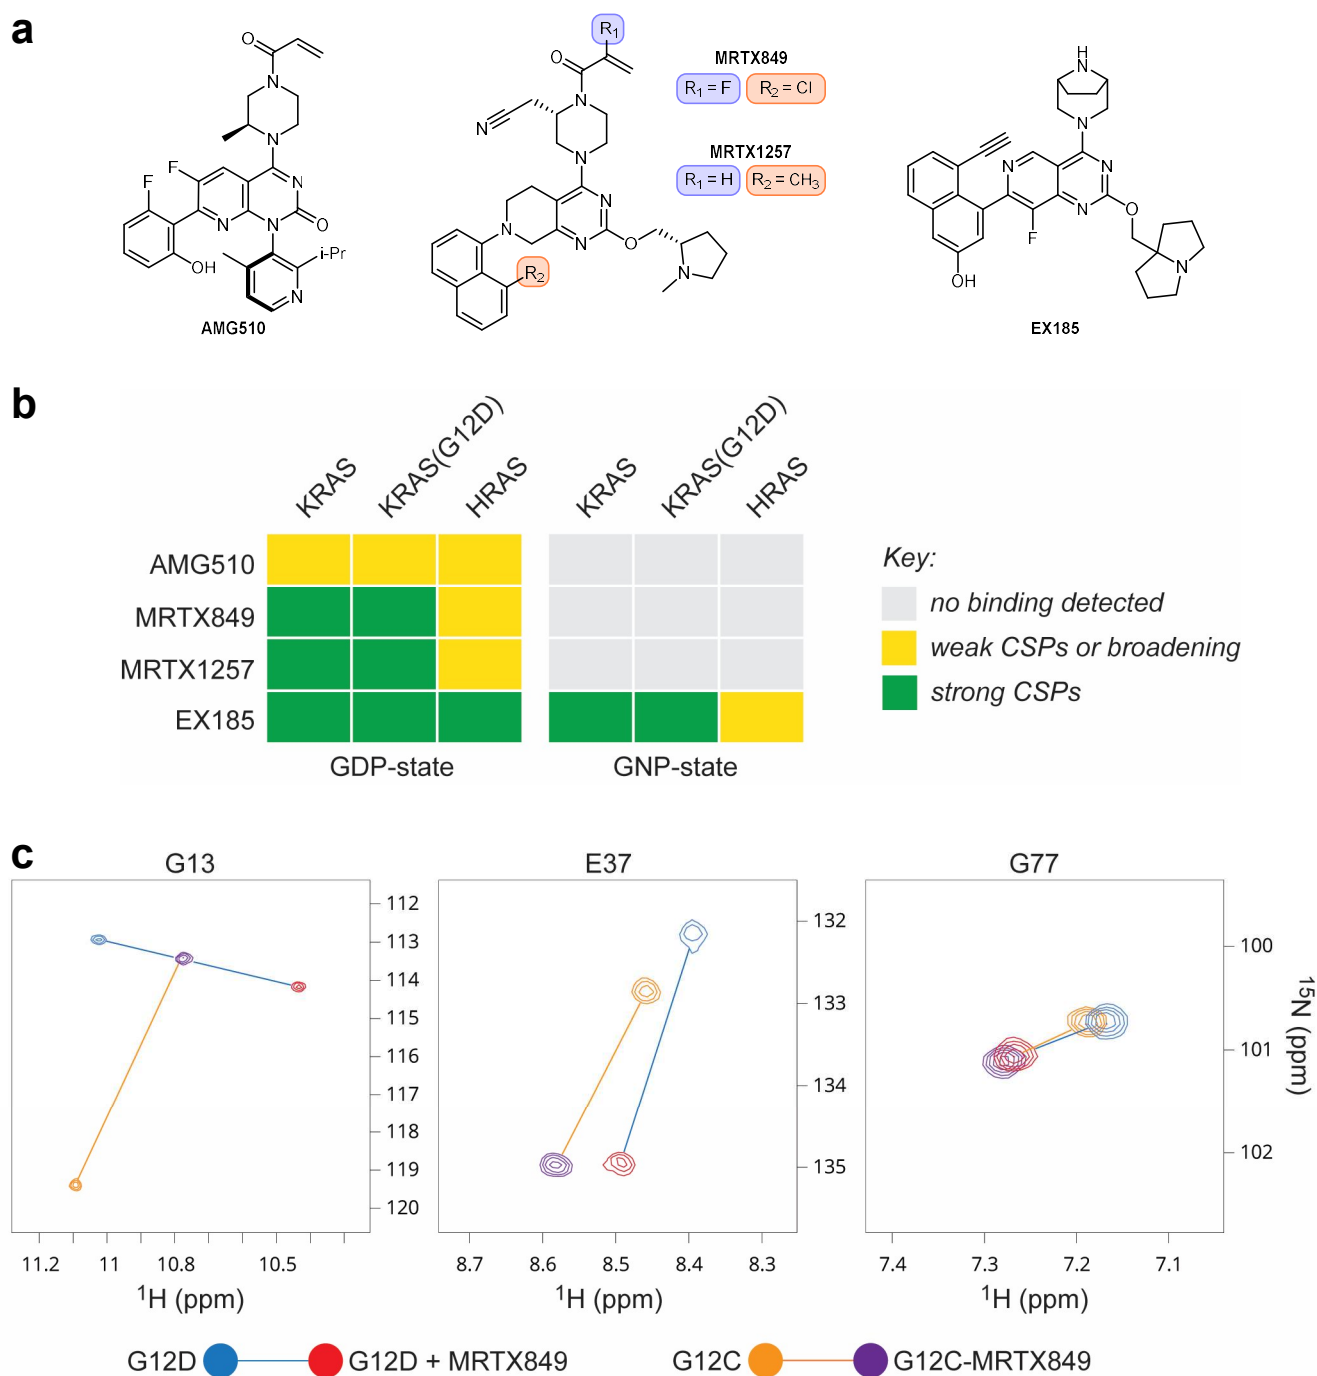 a
O
N
N
F
F
N
N
N
O
OH
i-Pr
N
AMG510
R1
O
N
N
N
N
N
N
O
N
R2
MRTX849
R1 = F R2 = Cl
MRTX1257
R1 = H R2 = CH3
H
N
N
N
N
N
O
F
N
OH
EX185
b
KRAS KRAS(G12D) HRAS KRAS KRAS(G12D) HRAS
AMG510
MRTX849
MRTX1257
EX185
GDP-state GNP-state
Key:
no binding detected
weak CSPs or broadening
strong CSPs
c
G13
112
113
114
115
116
117
118
119
120
11.2 11 10.8 10.5
1H (ppm)
E37
132
133
134
135
8.7 8.6 8.5 8.4 8.3
1H (ppm)
G77
100
101
102
15N (ppm)
7.4 7.3 7.2 7.1
1H (ppm)
G12D G12D + MRTX849 G12C G12C-MRTX849